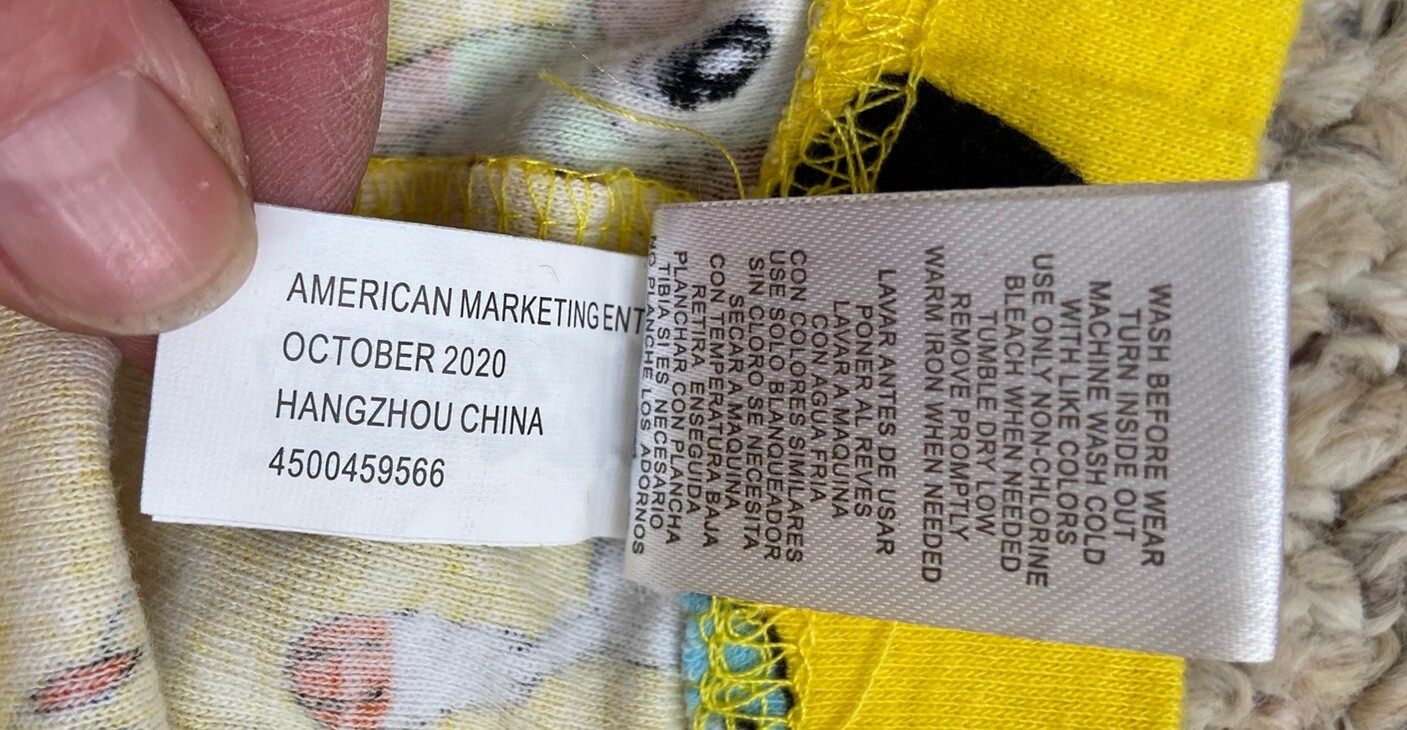 AMERICAN MARKETING ENT
OCTOBER 2020
HANGZHOU CHINA
4500459566
WASH BEFORE WEAR
TURN INSIDE OUT
MACHINE WASH COLD
WITH LIKE COLORS
USE ONLY NON-CHLORINE
BLEACH WHEN NEEDED
TUMBLE DRY LOW
REMOVE PROMPTLY
WARM IRON WHEN NEEDED
LAVAR ANTES DE USAR
PONER AL REVES
LAVAR A MAQUINA
CON AGUA FRIA
CON COLORES SIMILARES
USE SOLO BLANQUEADOR
SIN CLORO SE NECESITA
SECAR A MAQUINA
CON TEMPERATURA BAJA
RETIRA ENSEGUIDA
PLANCHAR CON PLANCHA
TIBIA SI ES NECESARIO
NO PLANCHE LOS ADORNOS